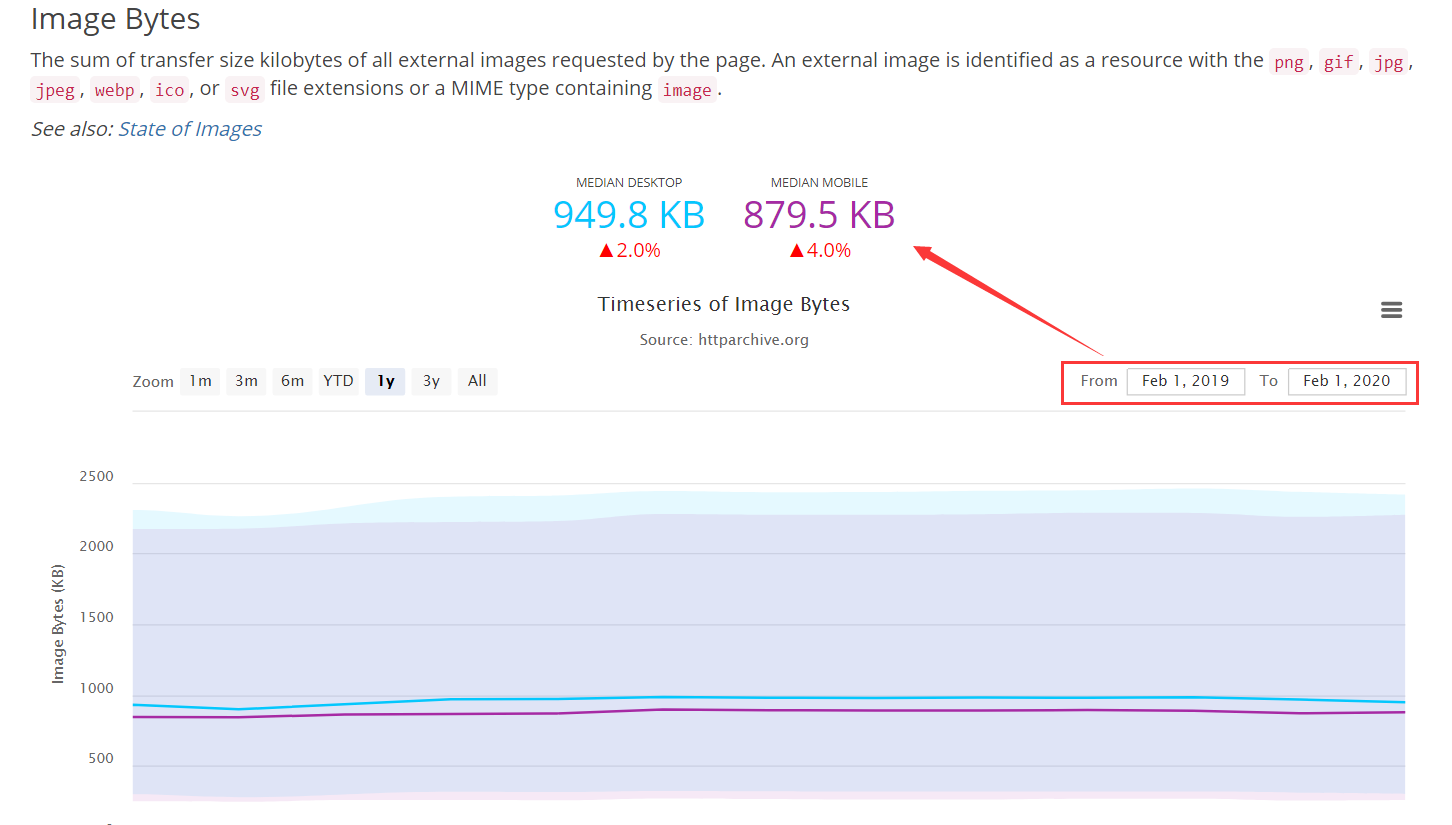 Image Bytes
The sum of transfer size kilobytes of all external images requested by the page. An external image is identified as a resource with the png, gif, jpg,
jpeg, webp, ico, or svg file extensions or a MIME type containing image.
See also: State of Images
MEDIAN DESKTOP MEDIAN MOBILE
949.8 KB 879.5 KB
▲2.0% ▲4.0%
Timeseries of Image Bytes
Source: httparchive.org
Zoom 1m 3m 6m YTD 1y 3y All From Feb 1, 2019 To Feb 1, 2020
2500
2000
1500
1000
500
Image Bytes (KB)